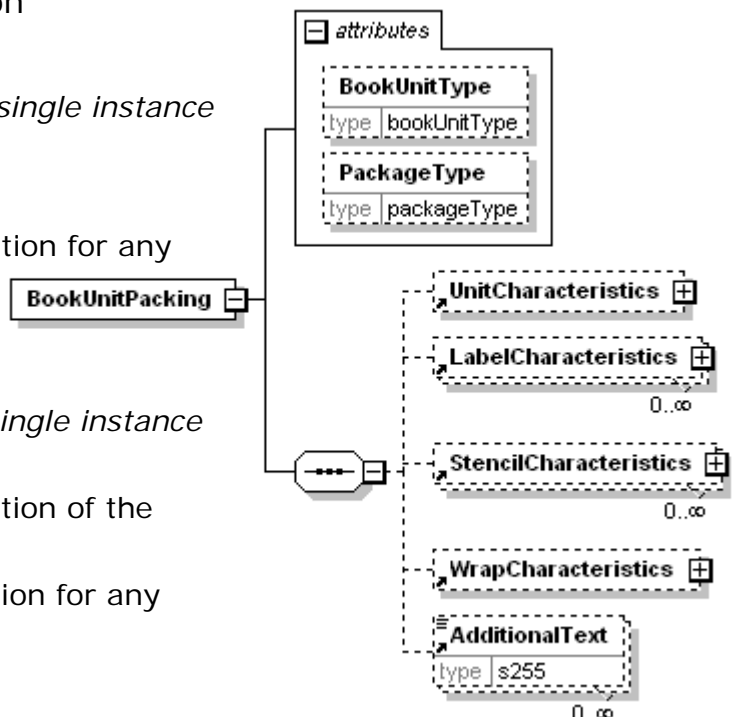 on
single instance
tion for any
ingle instance
tion of the
ion for any
attributes
BookUnitType
type bookUnitType
PackageType
type packageType
BookUnitPacking
UnitCharacteristics
LabelCharacteristics
0..∞
StencilCharacteristics
0..∞
WrapCharacteristics
AdditionalText
type s255
0..∞